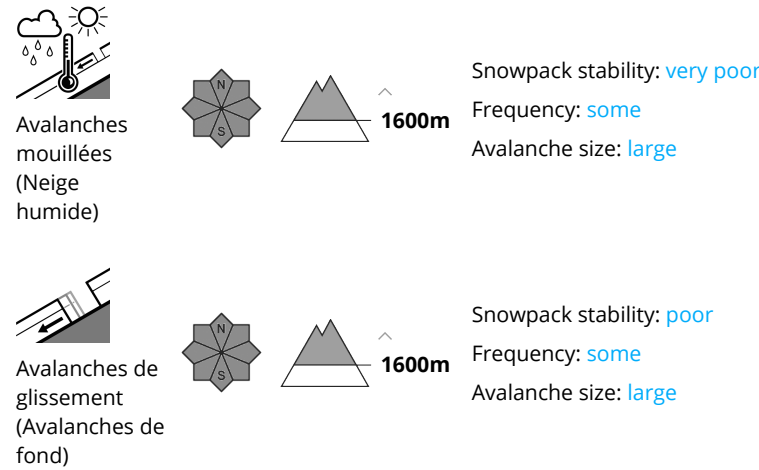 Avalanches
mouillées
(Neige
humide)
N
S
1600m
Snowpack stability: very poor
Frequency: some
Avalanche size: large
Avalanches de
glissement
(Avalanches de
fond)
N
S
1600m
Snowpack stability: poor
Frequency: some
Avalanche size: large